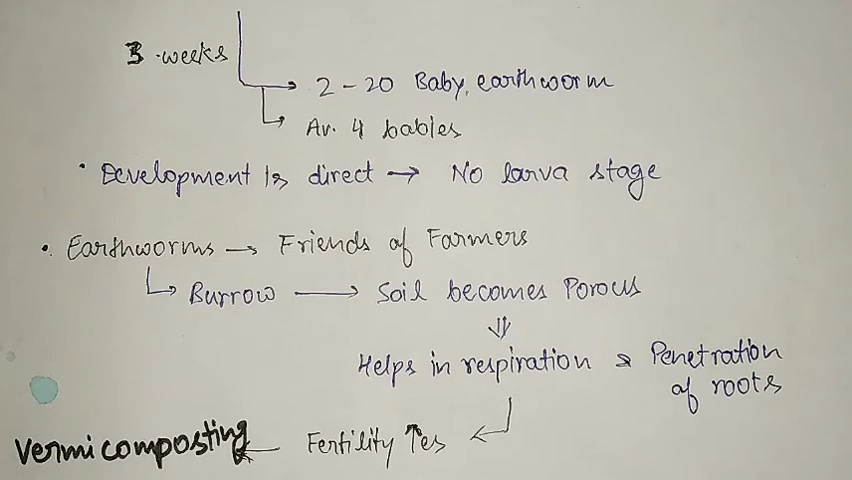 3 weeks
2-20 Baby earthworm
Av. 4 babies
• Development is direct → No larva stage
• Earthworms → Friends of Farmers
Burrow → Soil becomes Porous
⇓
Helps in respiration & Penetration
of roots
Vermicomposting ← Fertility ↑es